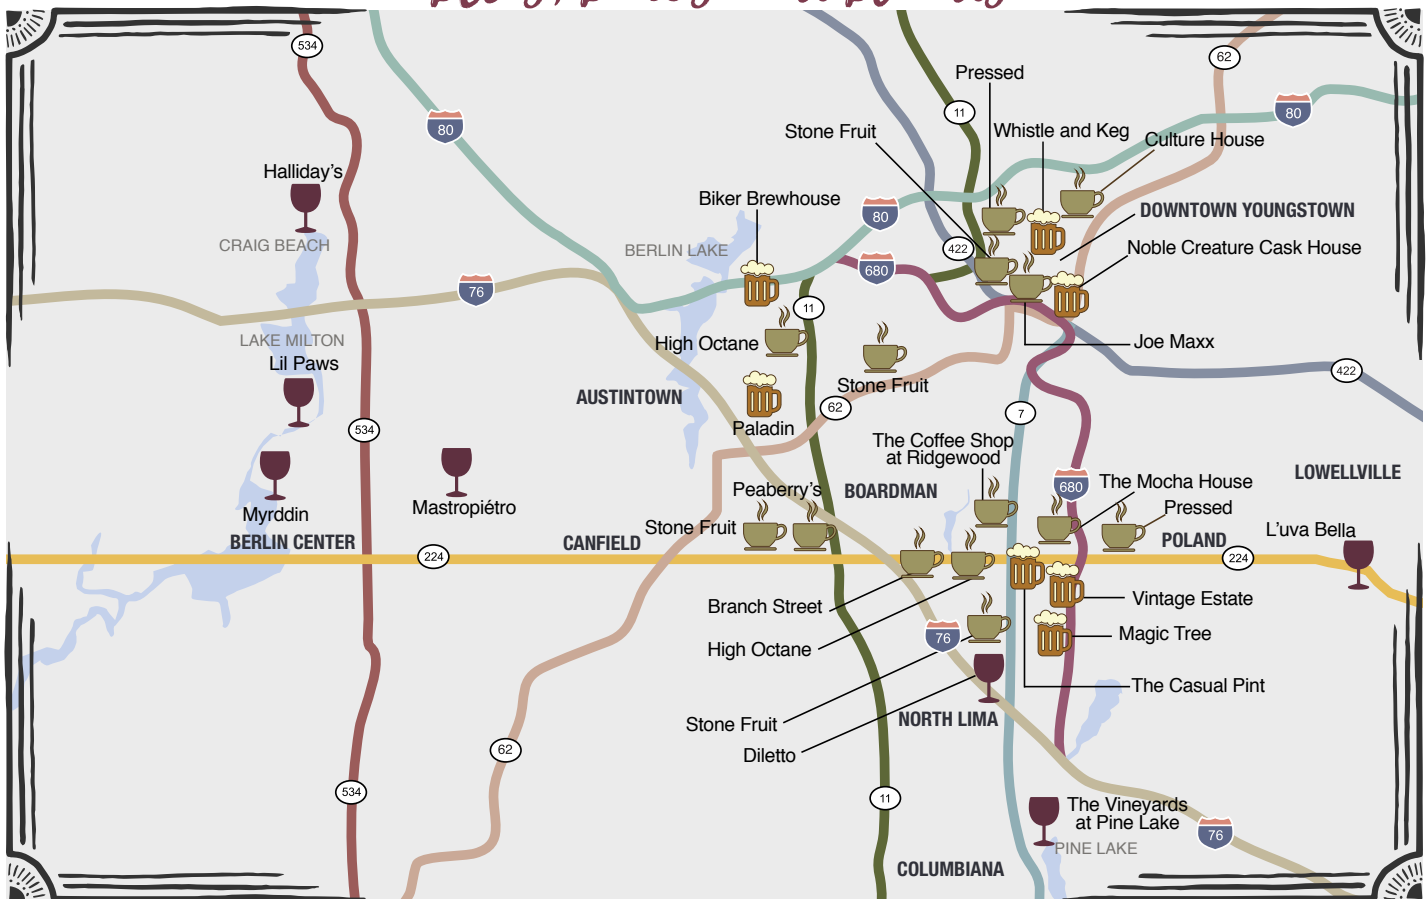 534
62
Pressed
80
11
80
Stone Fruit
Whistle and Keg
Culture House
Halliday's
Biker Brewhouse
80
DOWNTOWN YOUNGSTOWN
CRAIG BEACH
BERLIN LAKE
422
Noble Creature Cask House
680
76
11
LAKE MILTON
High Octane
Joe Maxx
Lil Paws
Stone Fruit
422
AUSTINTOWN
62
7
534
Paladin
The Coffee Shop
at Ridgewood
LOWELLVILLE
680
The Mocha House
Peaberry's
BOARDMAN
Mastropiétro
Pressed
Myrddin
Stone Fruit
L'uva Bella
BERLIN CENTER
CANFIELD
POLAND
224
224
Branch Street
Vintage Estate
76
Magic Tree
High Octane
The Casual Pint
Stone Fruit
NORTH LIMA
62
Diletto
534
11
The Vineyards
at Pine Lake
76
PINE LAKE
COLUMBIANA